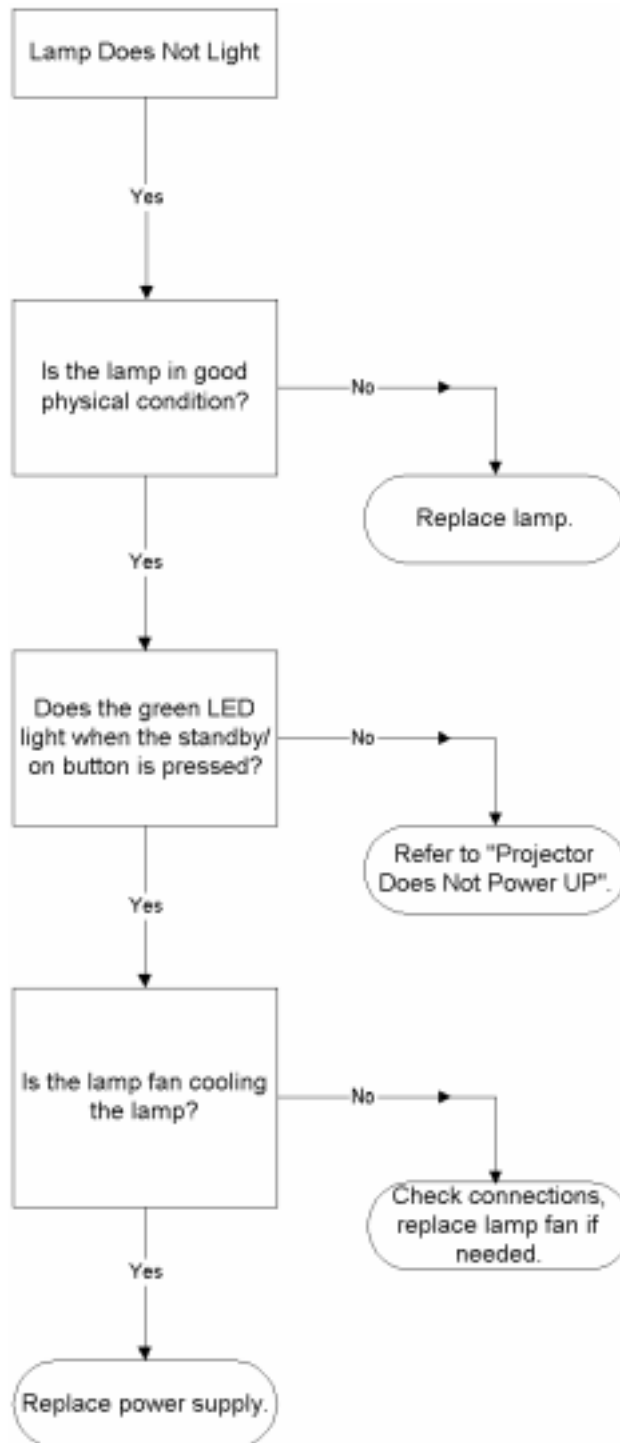 Lamp Does Not Light
Yes
Is the lamp in good
physical condition?
No
Replace lamp.
Yes
Does the green LED
light when the standby/
on button is pressed?
No
Refer to "Projector
Does Not Power UP".
Yes
Is the lamp fan cooling
the lamp?
No
Check connections,
replace lamp fan if
needed.
Yes
Replace power supply.